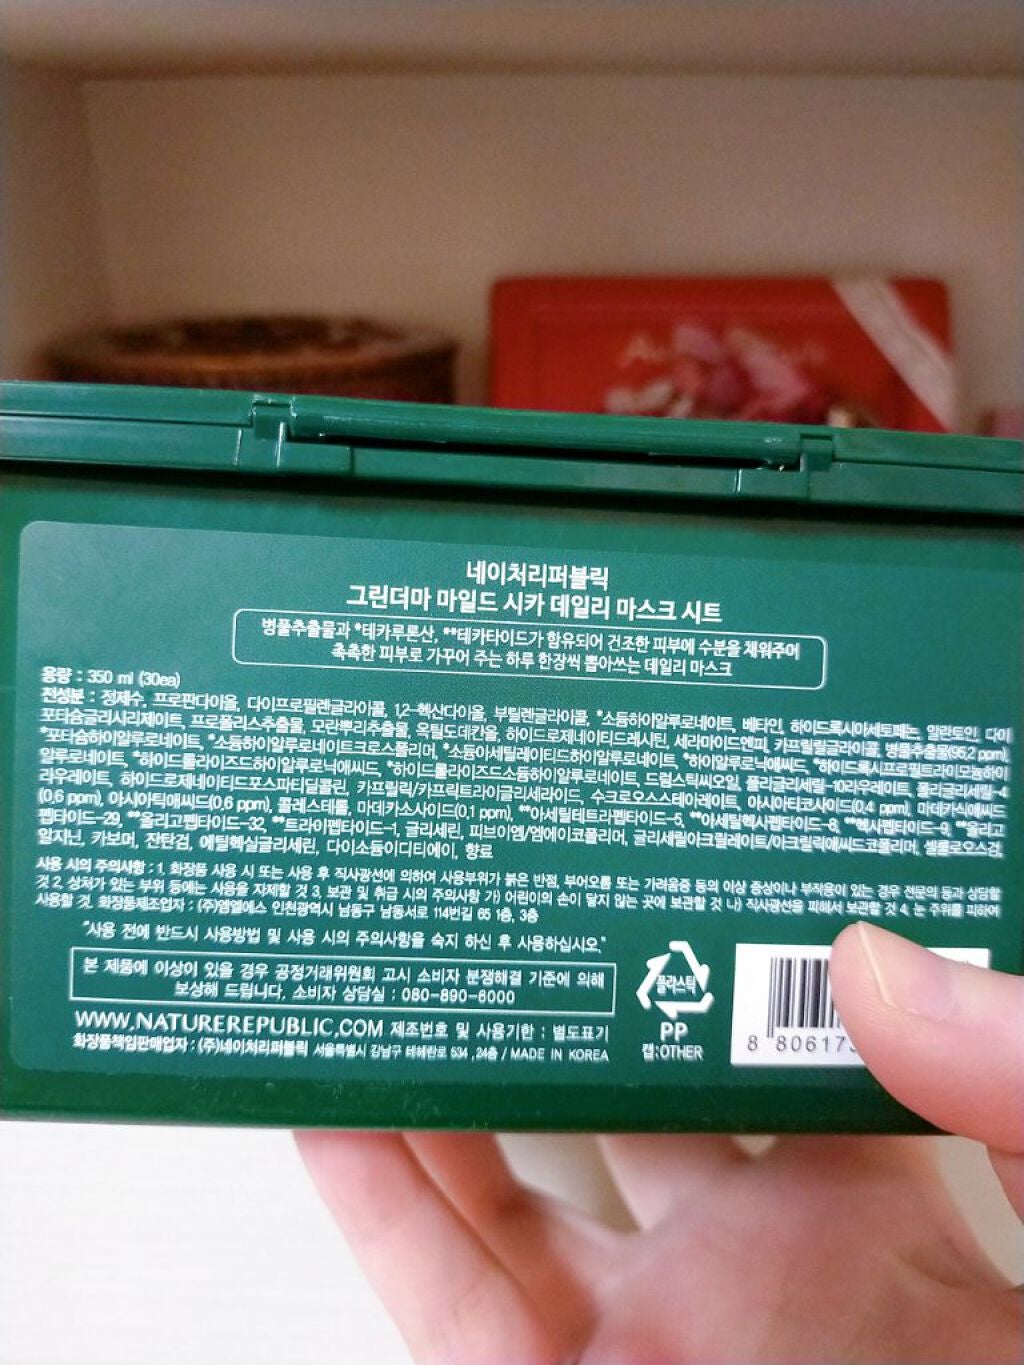 네이처리퍼블릭
그린더마 마일드 시카 데일리 마스크 시트
병풀추출물과 *테카루론산, **테카타이드가 함유되어 건조한 피부에 수분을 채워주어
촉촉한 피부로 가꾸어 주는 하루 한장씩 뽑아쓰는 데일리 마스크
용량 : 350 ml (30ea)
전성분 : 정제수, 프로판다이올, 다이프로필렌글라이콜, 1,2-헥산다이올, 부틸렌글라이콜, *소듐하이알루로네이트, 베타인, 하이드록시아세토페논, 알란토인, 다이
포타슘글리시리제이트, 프로폴리스추출물, 모란뿌리추출물, 옥틸도데칸올, 하이드로제네이티드레시틴, 세라마이드엔피, 카프릴릴글라이콜, 병풀추출물(96.2 ppm),
*포타슘하이알루로네이트, *소듐하이알루로네이트크로스폴리머, *소듐아세틸레이티드하이알루로네이트, *하이알루로닉애씨드, *하이드록시프로필트라이모늄하이
알루로네이트, *하이드롤라이즈드하이알루로닉애씨드, *하이드롤라이즈드소듐하이알루로네이트, 드럼스틱씨오일, 폴리글리세릴-10라우레이트, 폴리글리세릴-4
라우레이트, 하이드로제네이티드포스파티딜콜린, 카프릴릭/카프릭트라이글리세라이드, 수크로오스스테아레이트, 아시아티코사이드(0.4 ppm), 마데카식애씨드
(0.6 ppm), 아시아틱애씨드(0.6 ppm), 콜레스테롤, 마데카소사이드(0.1 ppm), **아세틸테트라펩타이드-5, **아세틸헥사펩타이드-8, **헥사펩타이드-9, **올리고
펩타이드-29, **올리고펩타이드-32, **트라이펩타이드-1, 글리세린, 피브이엠/엠에이코폴리머, 글리세릴아크릴레이트/아크릴릭애씨드코폴리머, 셀룰로오스검,
알지닌, 카보머, 잔탄검, 에틸헥실글리세린, 다이소듐이디티에이, 향료
사용 시의 주의사항 : 1. 화장품 사용 시 또는 사용 후 직사광선에 의하여 사용부위가 붉은 반점, 부어오름 또는 가려움증 등의 이상 증상이나 부작용이 있는 경우 전문의 등과 상담할
것 2. 상처가 있는 부위 등에는 사용을 자제할 것 3. 보관 및 취급 시의 주의사항 가) 어린이의 손이 닿지 않는 곳에 보관할 것 나) 직사광선을 피해서 보관할 것 4. 눈 주위를 피하여
사용할 것. 화장품제조업자 : (주)엠엘에스 인천광역시 남동구 남동서로 114번길 65 1층, 3층
"사용 전에 반드시 사용방법 및 사용 시의 주의사항을 숙지 하신 후 사용하십시오."
본 제품에 이상이 있을 경우 공정거래위원회 고시 소비자 분쟁해결 기준에 의해
보상해 드립니다. 소비자 상담실 : 080-890-6000
WWW.NATUREREPUBLIC.COM 제조번호 및 사용기한 : 별도표기
화장품책임판매업자 : (주)네이처리퍼블릭 서울특별시 강남구 테헤란로 534, 24층 / MADE IN KOREA
플라스틱
PP
캡:OTHER
8 806173